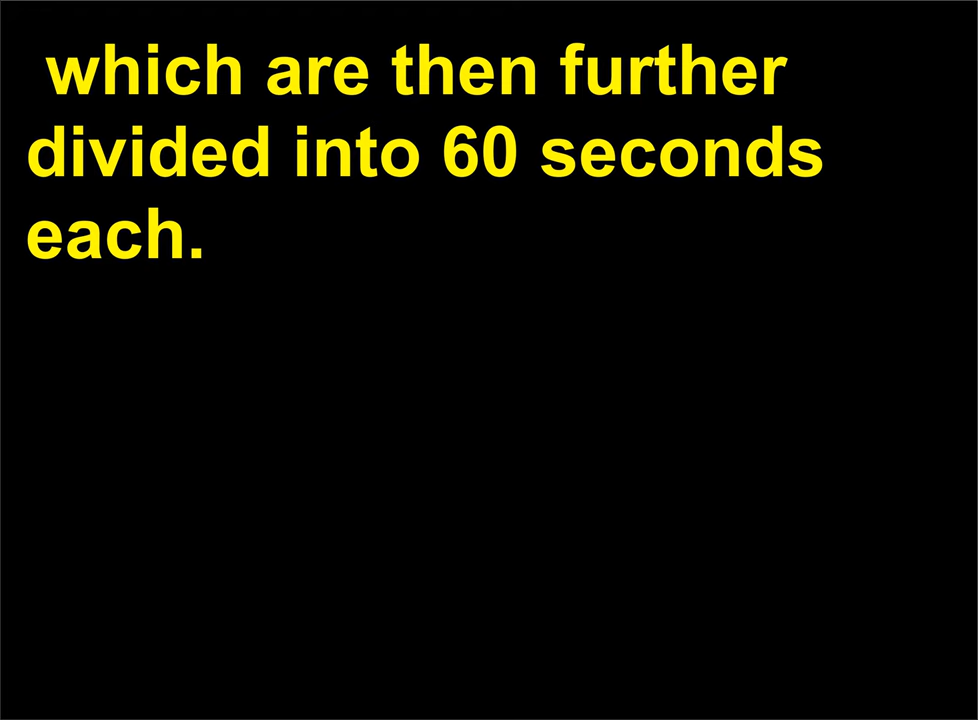 which are then further
divided into 60 seconds
each.